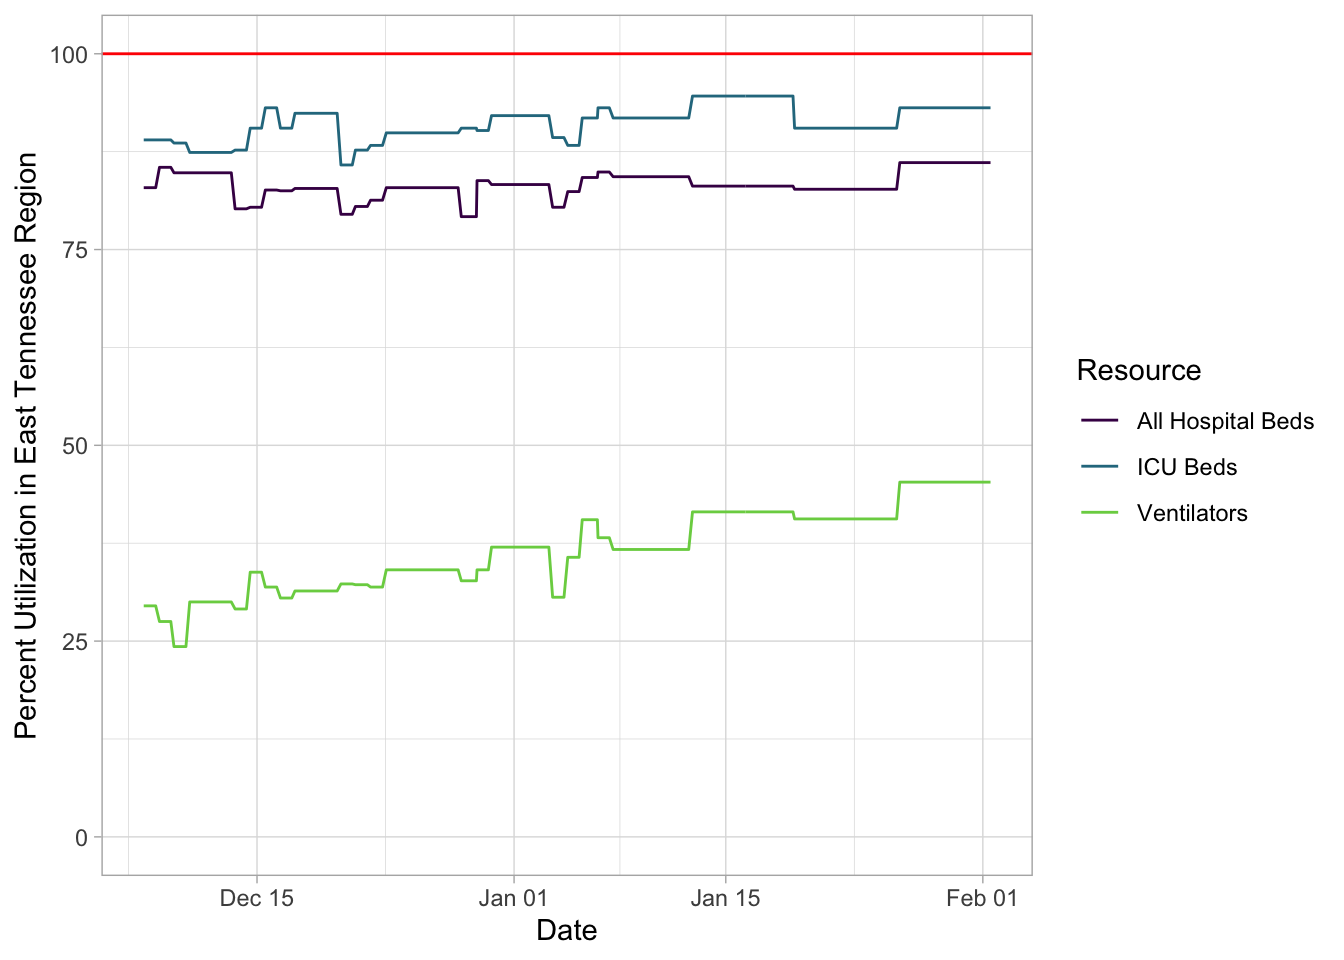 Percent Utilization in East Tennessee Region
100
75
50
25
0
Dec 15
Jan 01
Jan 15
Feb 01
Date
Resource
All Hospital Beds
ICU Beds
Ventilators